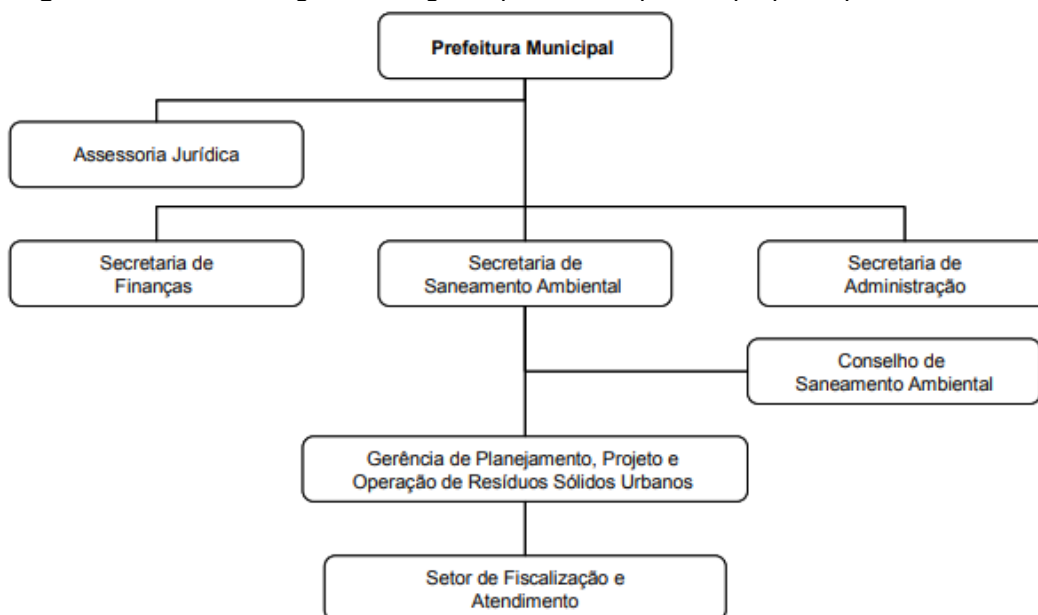 Prefeitura Municipal
Assessoria Jurídica
Secretaria de
Finanças
Secretaria de
Saneamento Ambiental
Secretaria de
Administração
Conselho de
Saneamento Ambiental
Gerência de Planejamento, Projeto e
Operação de Resíduos Sólidos Urbanos
Setor de Fiscalização e
Atendimento